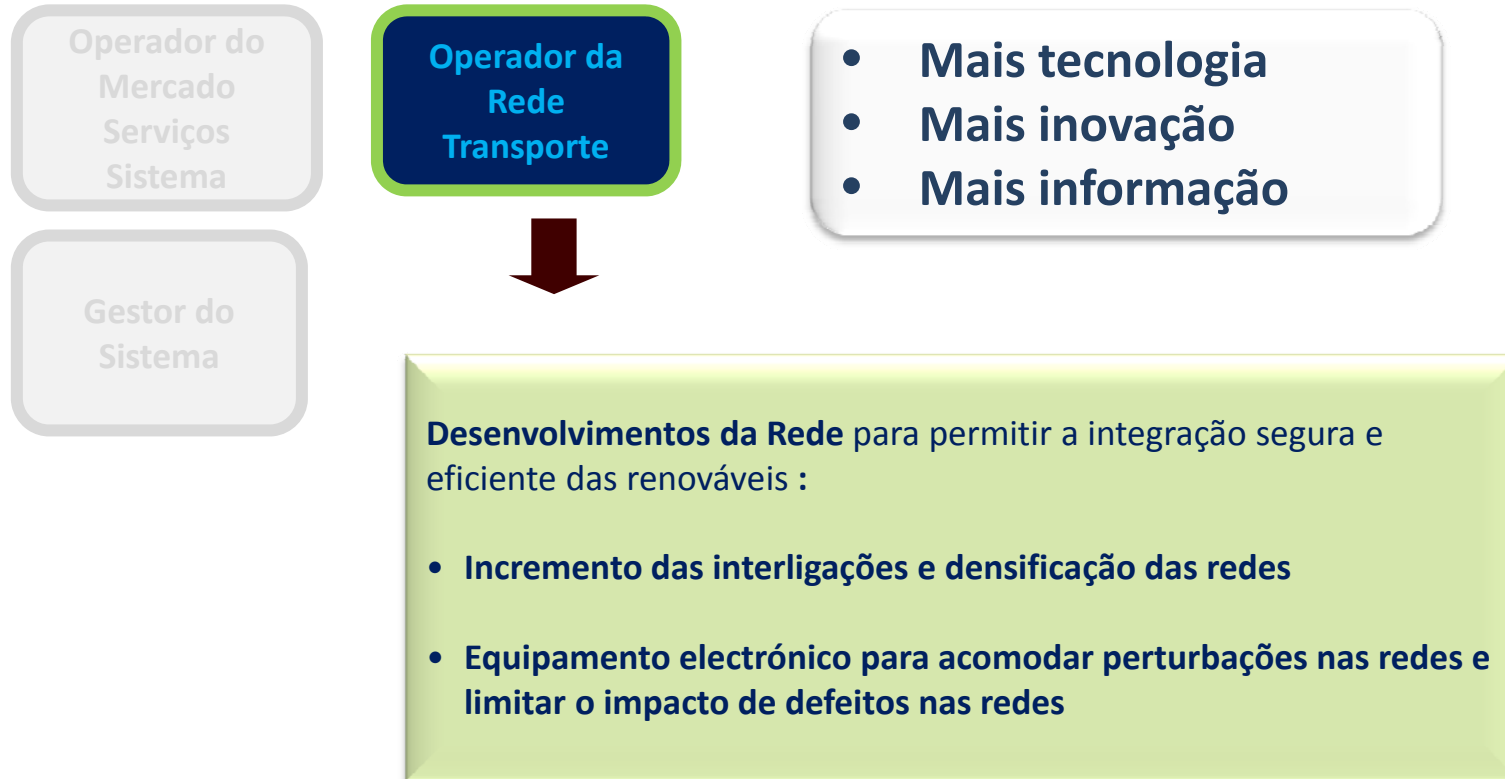 Operador do
Mercado
Serviços
Sistema
Operador da
Rede
Transporte
• Mais tecnologia
• Mais inovação
• Mais informação
Gestor do
Sistema
Desenvolvimentos da Rede para permitir a integração segura e
eficiente das renováveis :
• Incremento das interligações e densificação das redes
• Equipamento electrónico para acomodar perturbações nas redes e
limitar o impacto de defeitos nas redes